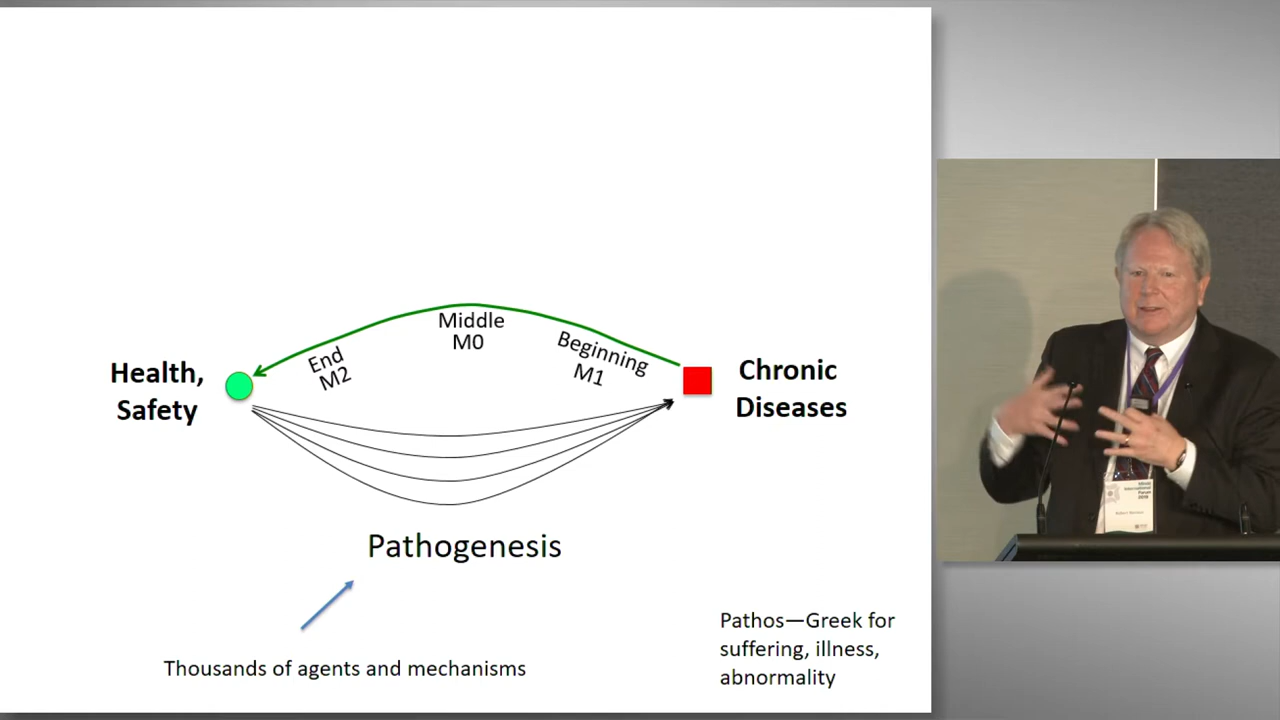 Middle
M0
Beginning
M1
End
M2
Health,
Safety
Chronic
Diseases
Pathogenesis
Thousands of agents and mechanisms
Pathos—Greek for
suffering, illness,
abnormality